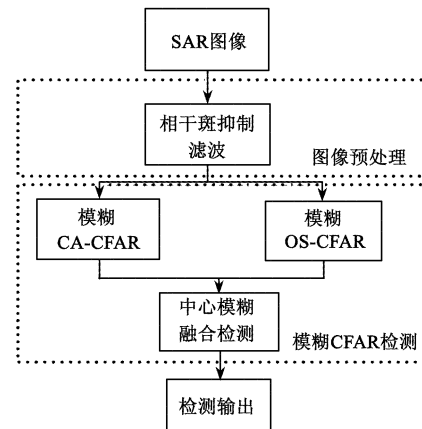 SAR图像
相干斑抑制
滤波
图像预处理
模糊
CA-CFAR
模糊
OS-CFAR
中心模糊
融合检测
模糊CFAR检测
检测输出